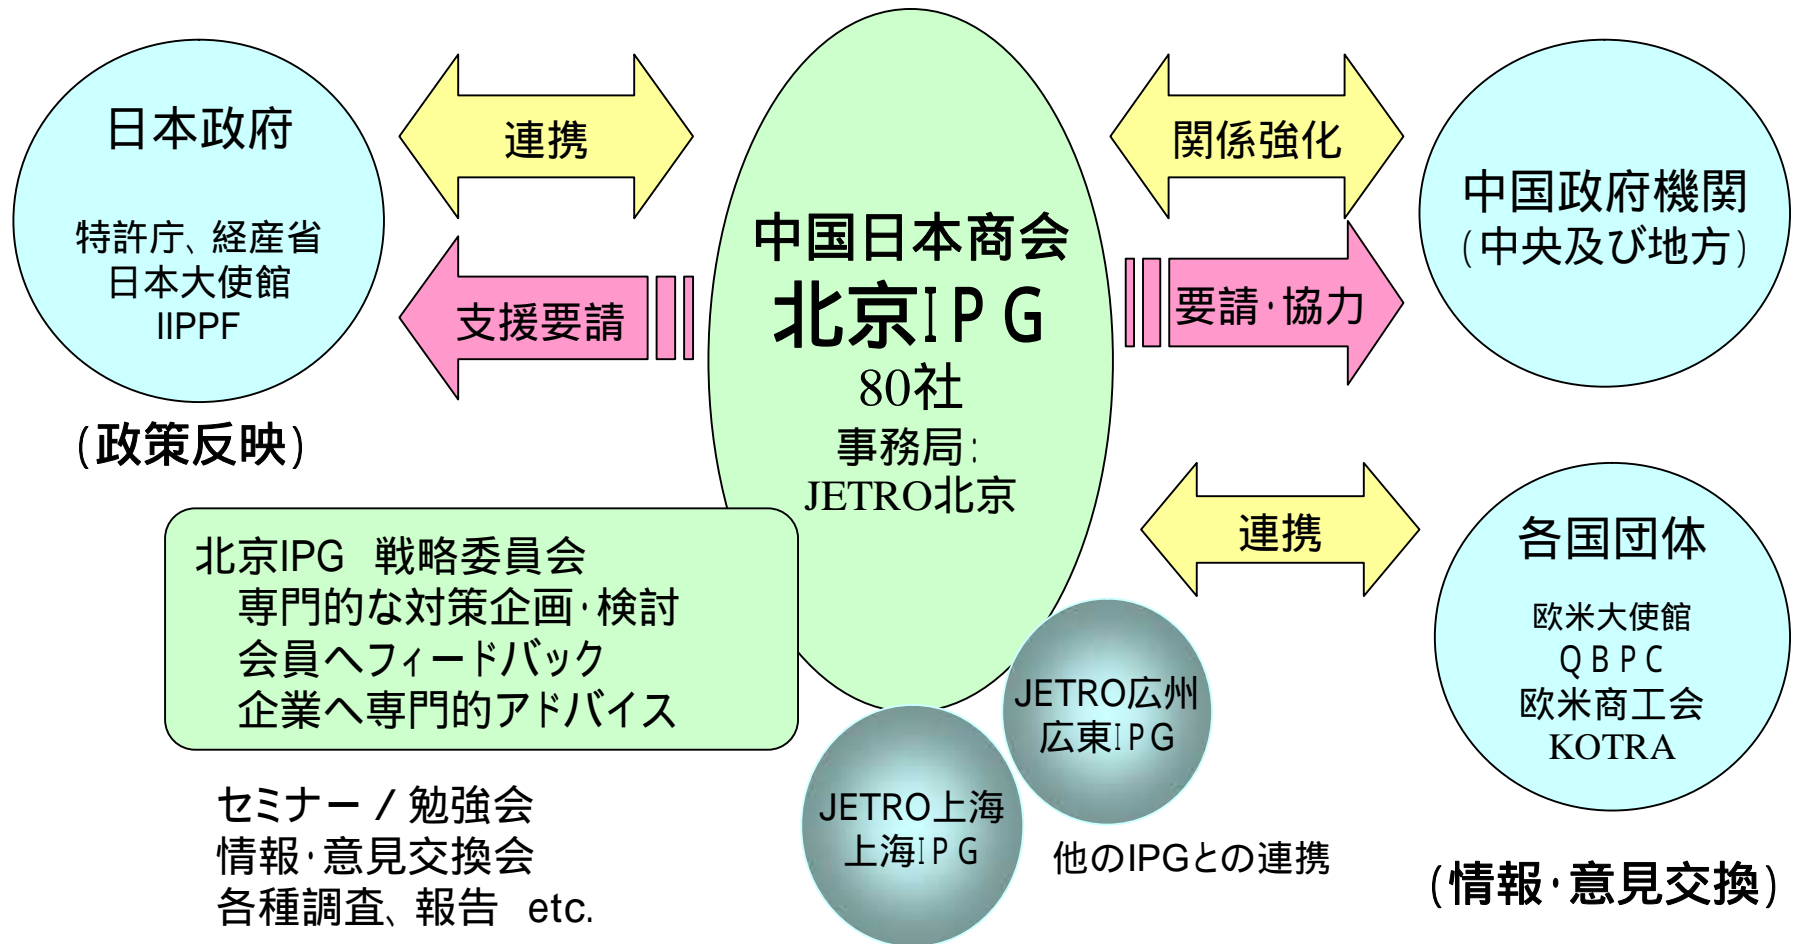 日本政府
特許庁、経産省
日本大使館
IIPPF
(政策反映)
連携
支援要請
中国日本商会
北京IPG
80社
事務局:
JETRO北京
関係強化
要請・協力
中国政府機関
(中央及び地方)
連携
各国団体
欧米大使館
QBPC
欧米商工会
KOTRA
(情報・意見交換)
北京IPG 戦略委員会
専門的な対策企画・検討
会員へフィードバック
企業へ専門的アドバイス
セミナー / 勉強会
情報・意見交換会
各種調査、報告 etc.
JETRO広州
広東IPG
JETRO上海
上海IPG
他のIPGとの連携